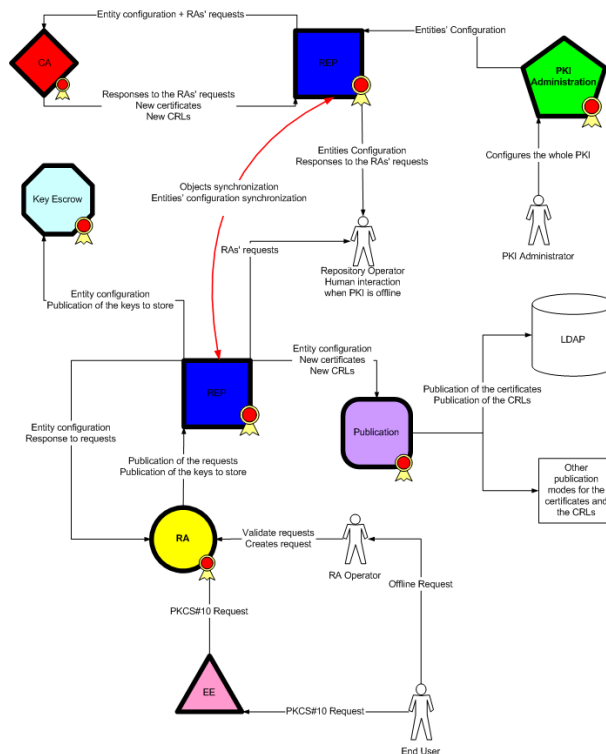 Entity configuration + RAs' requests
Entities' Configuration
CA
REP
PKI
Administration
Responses to the RAs' requests
New certificates
New CRLs
Entities Configuration
Responses to the RAs' requests
Configures the whole PKI
Objects synchronization
Entities' configuration synchronization
Key Escrow
RAs' requests
PKI Administrator
Repository Operator
Human interaction
when PKI is offline
Entity configuration
Publication of the keys to store
LDAP
Entity configuration
New certificates
New CRLs
REP
Publication of the certificates
Publication of the CRLs
Entity configuration
Response to requests
Publication
Publication of the requests
Publication of the keys to store
Other
publication
modes for the
certificates and
the CRLs
RA
Validate requests
Creates request
RA Operator
Offline Request
PKCS#10 Request
EE
PKCS#10 Request
End User